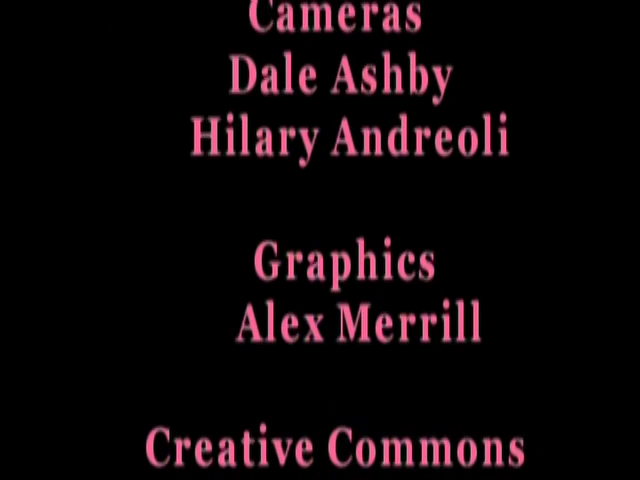 Cameras
Dale Ashby
Hilary Andreoli
Graphics
Alex Merrill
Creative Commons